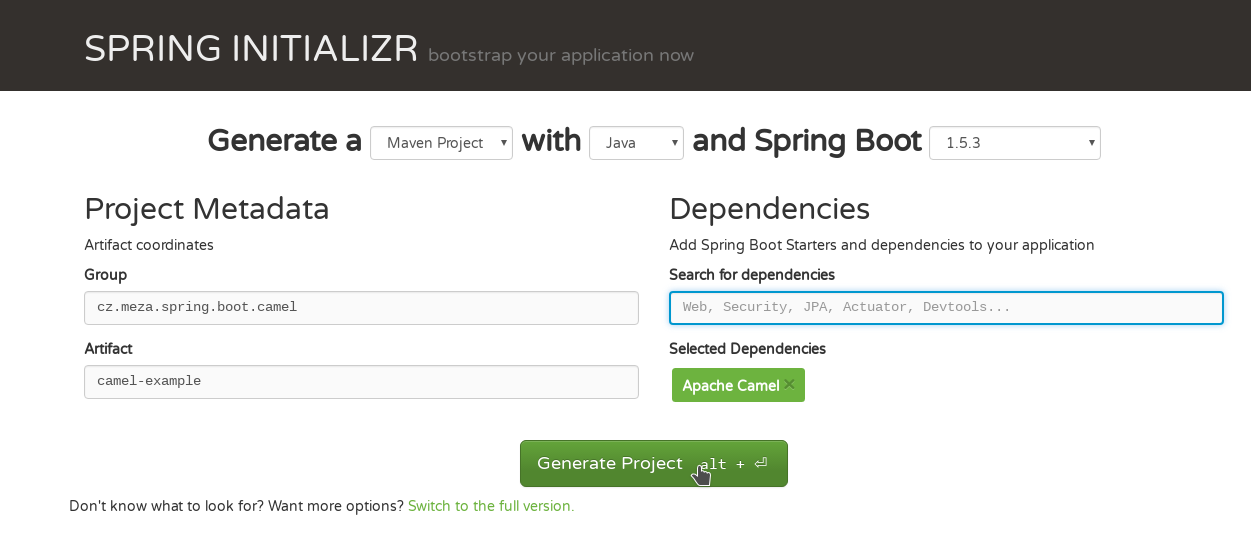 SPRING INITIALIZR bootstrap your application now
Generate a Maven Project with Java and Spring Boot 1.5.3
Project Metadata
Artifact coordinates
Group
cz.meza.spring.boot.camel
Artifact
camel-example
Dependencies
Add Spring Boot Starters and dependencies to your application
Search for dependencies
Web, Security, JPA, Actuator, Devtools...
Selected Dependencies
Apache Camel ×
Generate Project alt + ⏎
Don't know what to look for? Want more options? Switch to the full version.